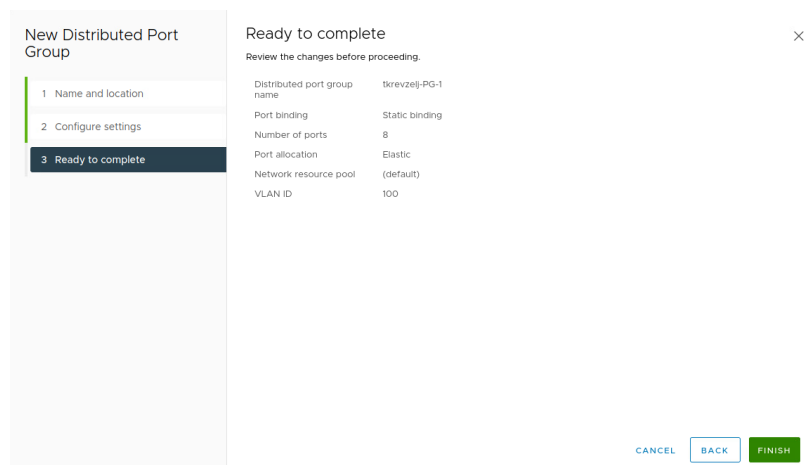 New Distributed Port
Group
1 Name and location
2 Configure settings
3 Ready to complete
Ready to complete
Review the changes before proceeding.
Distributed port group
name
tkrevzelj-PG-1
Port binding Static binding
Number of ports 8
Port allocation Elastic
Network resource pool (default)
VLAN ID 100
CANCEL BACK FINISH